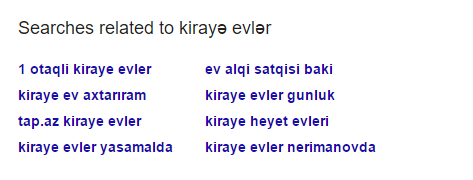 Searches related to kirayə evlər
1 otaqli kiraye evler
kiraye ev axtarıram
tap.az kiraye evler
kiraye evler yasamalda
ev alqi satqisi baki
kiraye evler gunluk
kiraye heyet evleri
kiraye evler nerimanovda